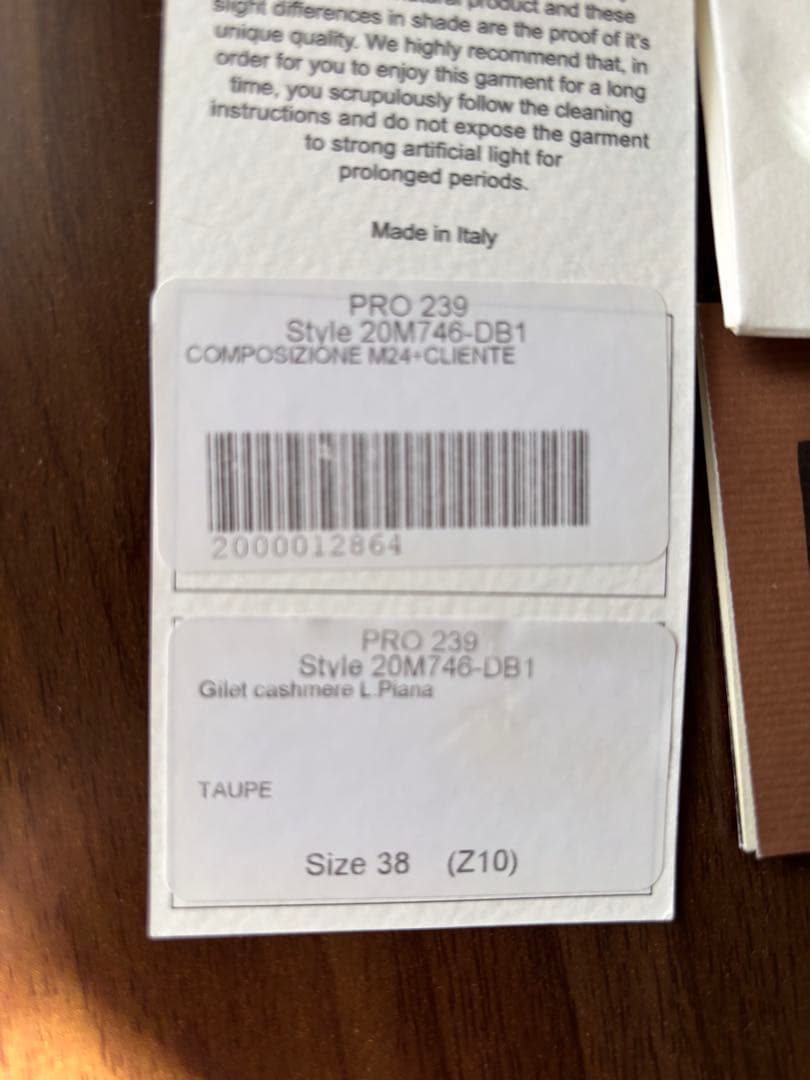 product and these
slight differences in shade are the proof of it's
unique quality. We highly recommend that, in
order for you to enjoy this garment for a long
time, you scrupulously follow the cleaning
instructions and do not expose the garment
to strong artificial light for
prolonged periods.
Made in Italy
PRO 239
Style 20M746-DB1
COMPOSIZIONE M24+CLIENTE
2000012864
PRO 239
Style 20M746-DB1
Gilet cashmere L.Piana
TAUPE
Size 38 (Z10)